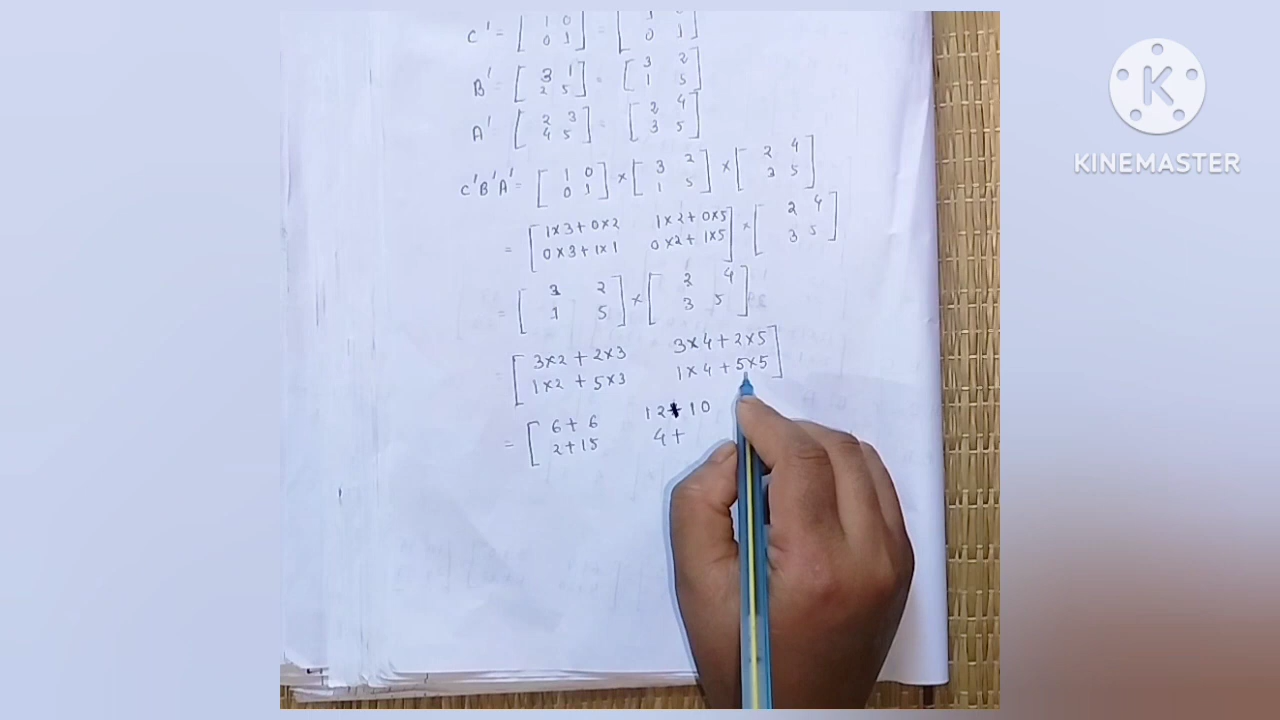 C' = [ 1 0 = [ 1
0 1 ] 0 1 ]
B' = [ 3 1 ] = [ 3 2
2 5 1 5 ]
A' = [ 2 3 ] = [ 2 4
4 5 3 5 ]
C'B'A' = [ 1 0 ] × [ 3 2 ] × [ 2 4 ]
0 1 1 5 3 5
= [ 1×3+0×2 1×2+0×5 ] × [ 2 4 ]
0×3+1×1 0×2+1×5 3 5
= [ 3 2 ] × [ 2 4 ]
1 5 3 5
= [ 3×2+2×3 3×4+2×5 ]
1×2+5×3 1×4+5×5
= [ 6+6 12+10
2+15 4+
KINEMASTER